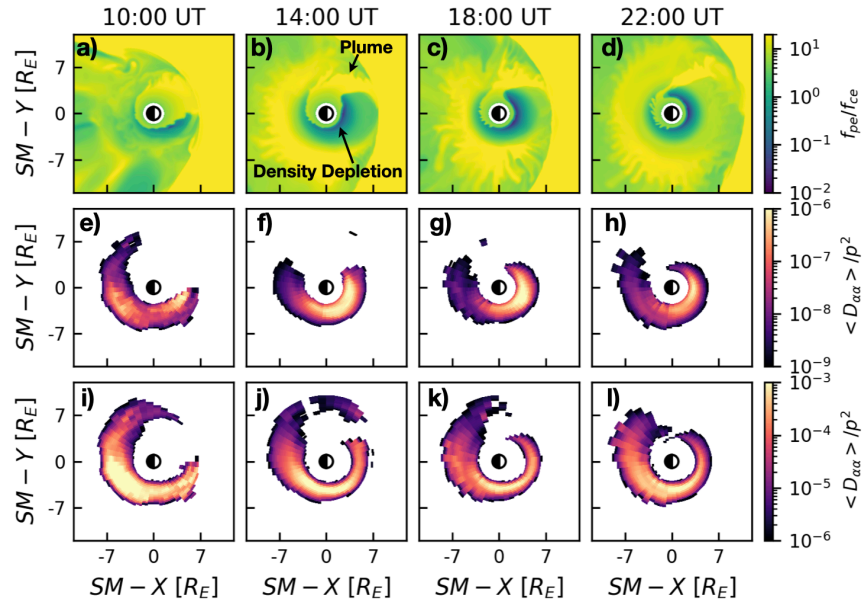 10:00 UT 14:00 UT 18:00 UT 22:00 UT
a) b) Plume c) d)
SM − Y [R_E]
7
0
-7
Density Depletion
10^1
10^0
10^-1
10^-2
f_pe/f_ce
e) f) g) h)
SM − Y [R_E]
7
0
-7
10^-6
10^-7
10^-8
10^-9
< D_αα > /p^2
i) j) k) l)
SM − Y [R_E]
7
0
-7
10^-3
10^-4
10^-5
10^-6
< D_αα > /p^2
-7 0 7 -7 0 7 -7 0 7 -7 0 7
SM − X [R_E] SM − X [R_E] SM − X [R_E] SM − X [R_E]